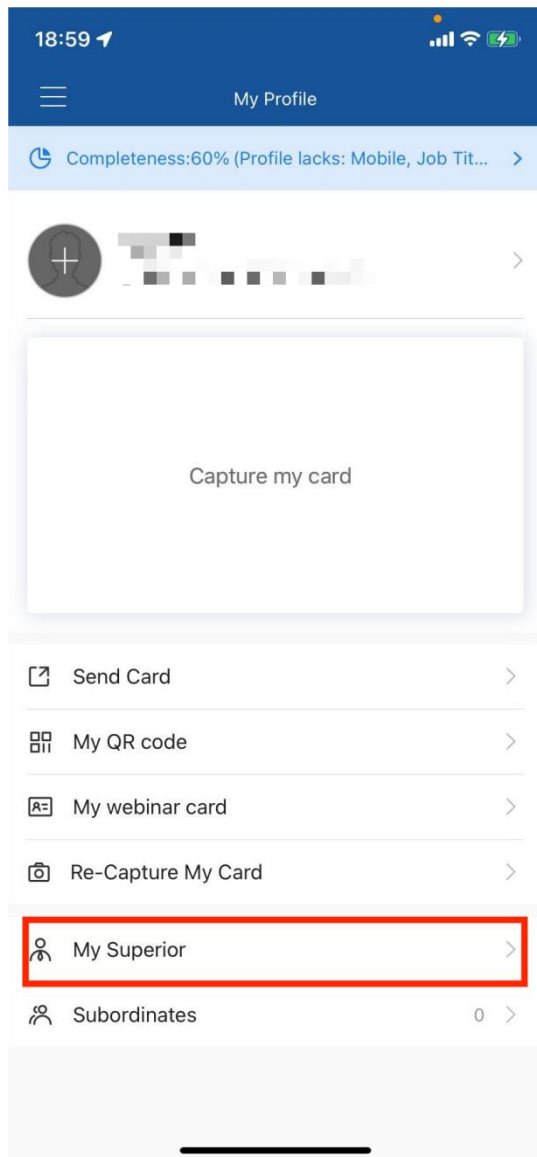 18:59
My Profile
Completeness:60% (Profile lacks: Mobile, Job Tit...
Capture my card
Send Card
My QR code
My webinar card
Re-Capture My Card
My Superior
Subordinates 0